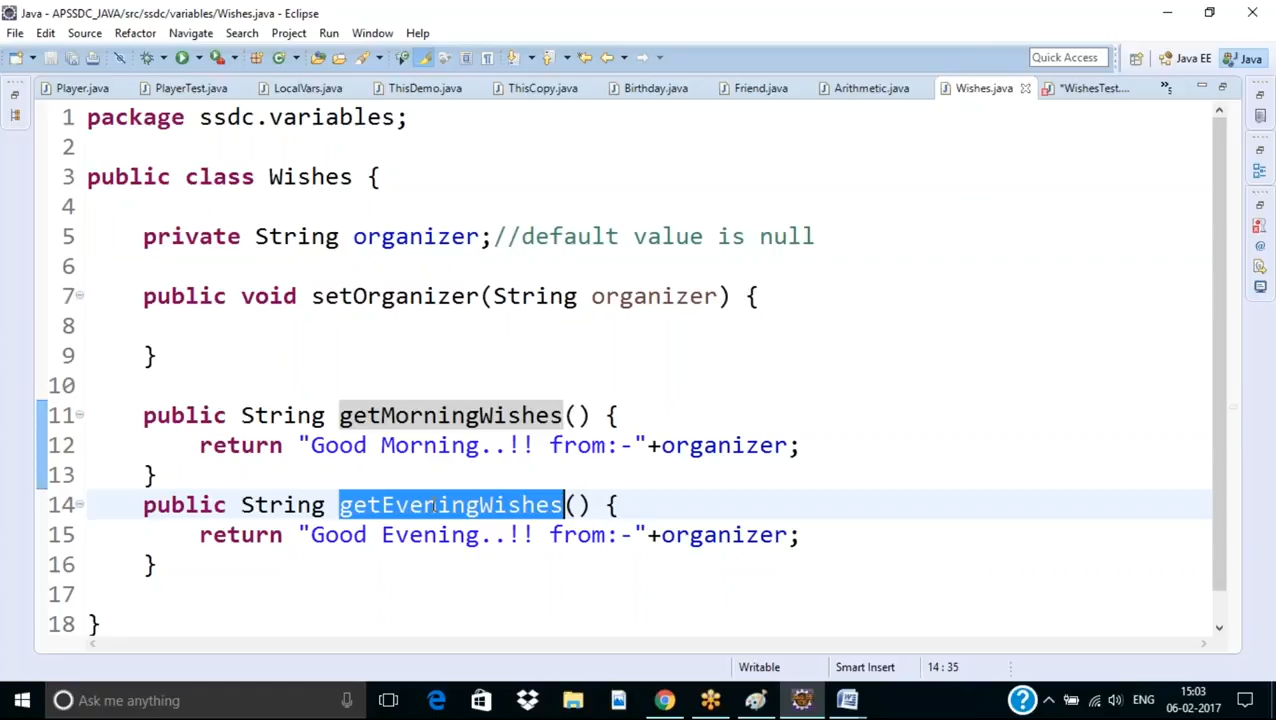 Java - APSSDC_JAVA/src/ssdc/variables/Wishes.java - Eclipse
File Edit Source Refactor Navigate Search Project Run Window Help
Quick Access Java EE Java
Player.java PlayerTest.java LocalVars.java ThisDemo.java ThisCopy.java Birthday.java Friend.java Arithmetic.java Wishes.java *WishesTest.... »5
1 package ssdc.variables;
2
3 public class Wishes {
4
5 private String organizer;//default value is null
6
7 public void setOrganizer(String organizer) {
8
9 }
10
11 public String getMorningWishes() {
12 return "Good Morning..!! from:-"+organizer;
13 }
14 public String getEveningWishes() {
15 return "Good Evening..!! from:-"+organizer;
16 }
17
18 }
Writable Smart Insert 14 : 35
Ask me anything ENG 15:03
06-02-2017